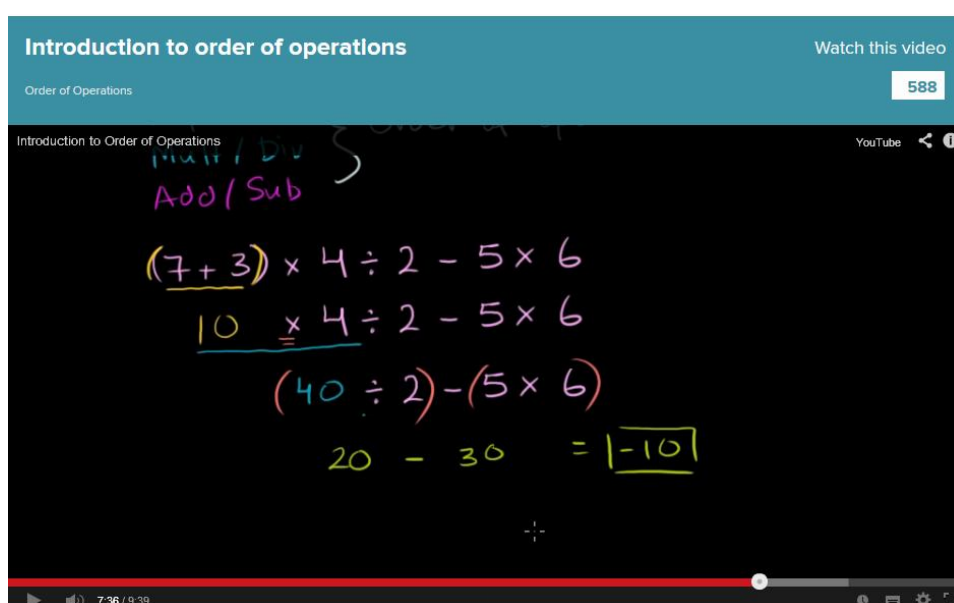 Introduction to order of operations
Watch this video
Order of Operations
588
Introduction to Order of Operations
YouTube
Mult / Div
Add / Sub
(7 + 3) × 4 ÷ 2 - 5 × 6
10 × 4 ÷ 2 - 5 × 6
(40 ÷ 2) - (5 × 6)
20 - 30 = -10
7:36 / 9:39